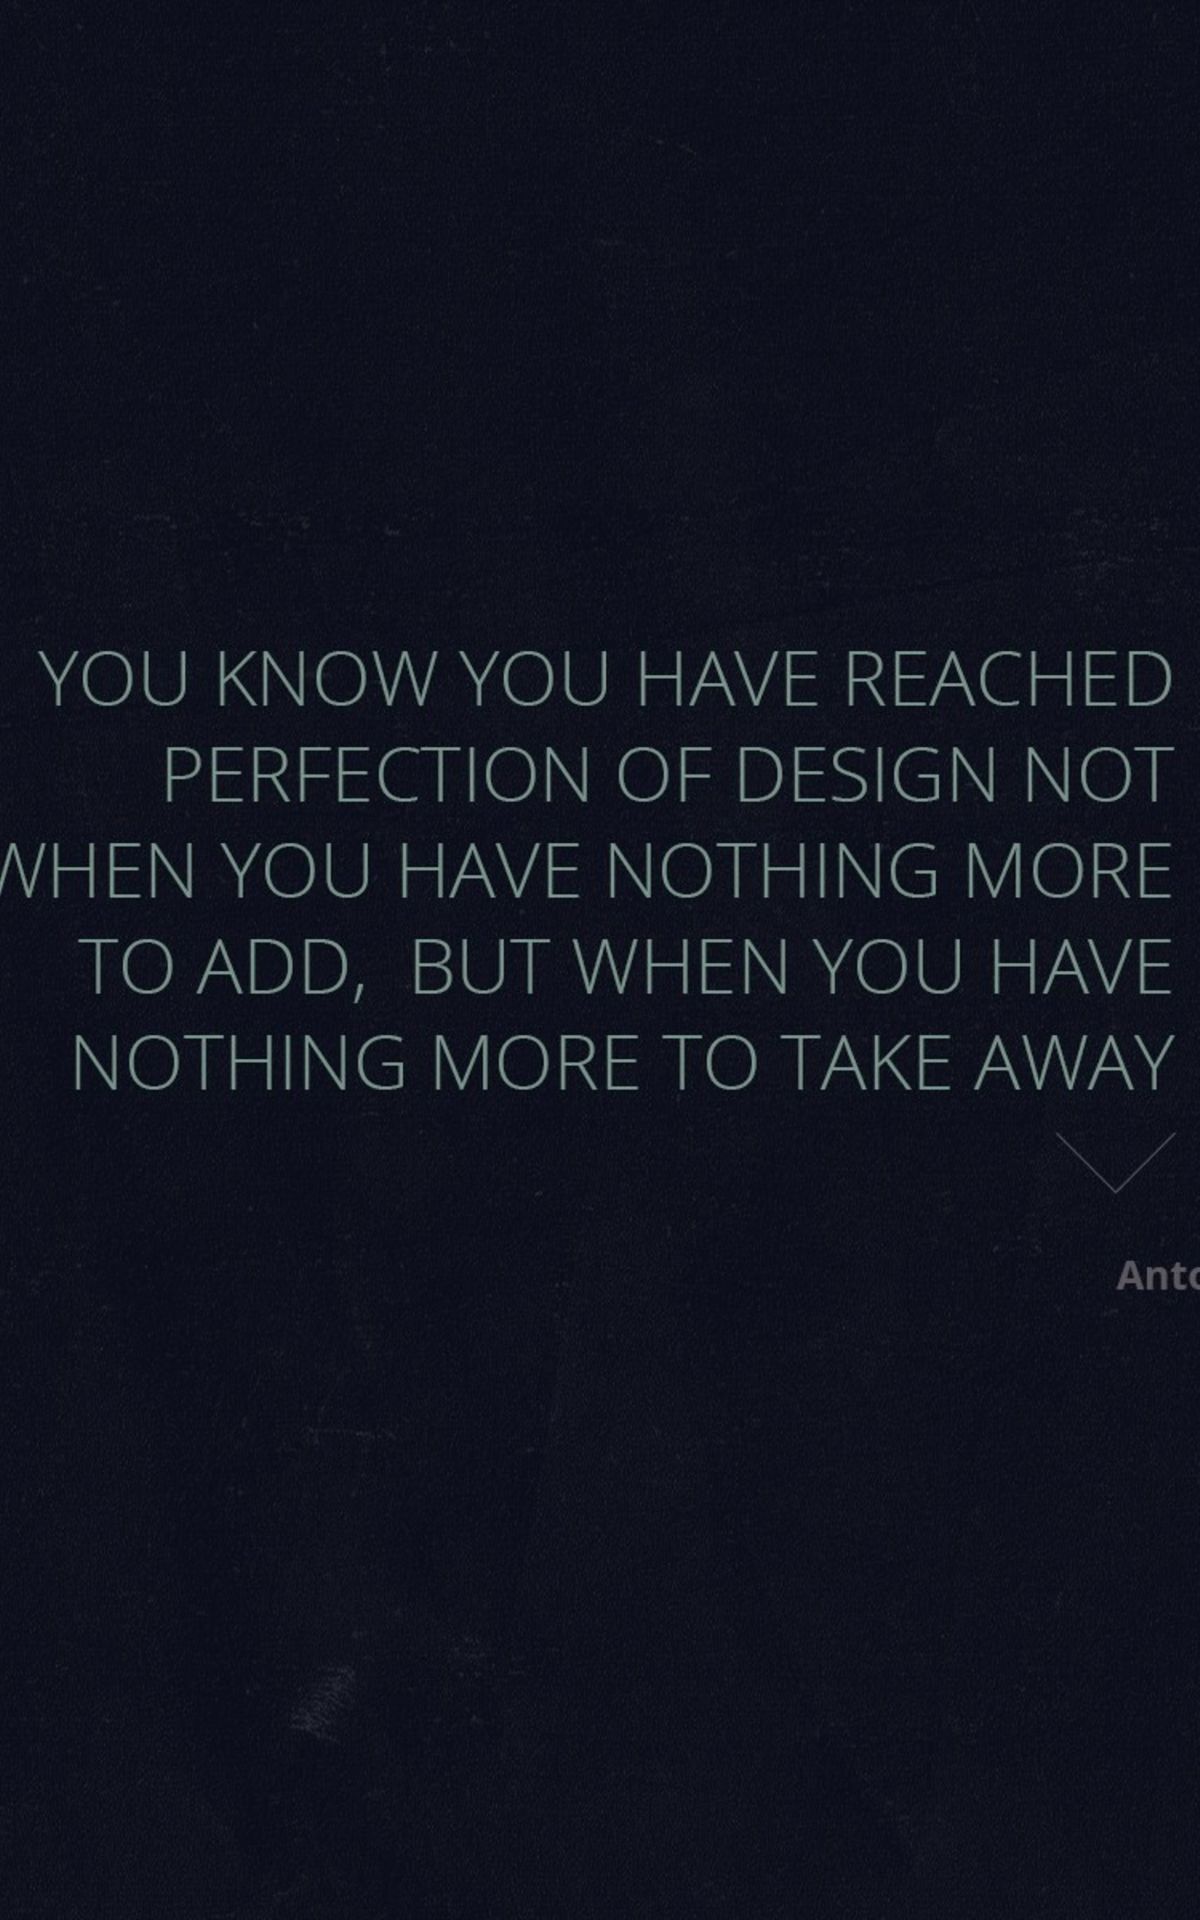 YOU KNOW YOU HAVE REACHED
PERFECTION OF DESIGN NOT
WHEN YOU HAVE NOTHING MORE
TO ADD, BUT WHEN YOU HAVE
NOTHING MORE TO TAKE AWAY